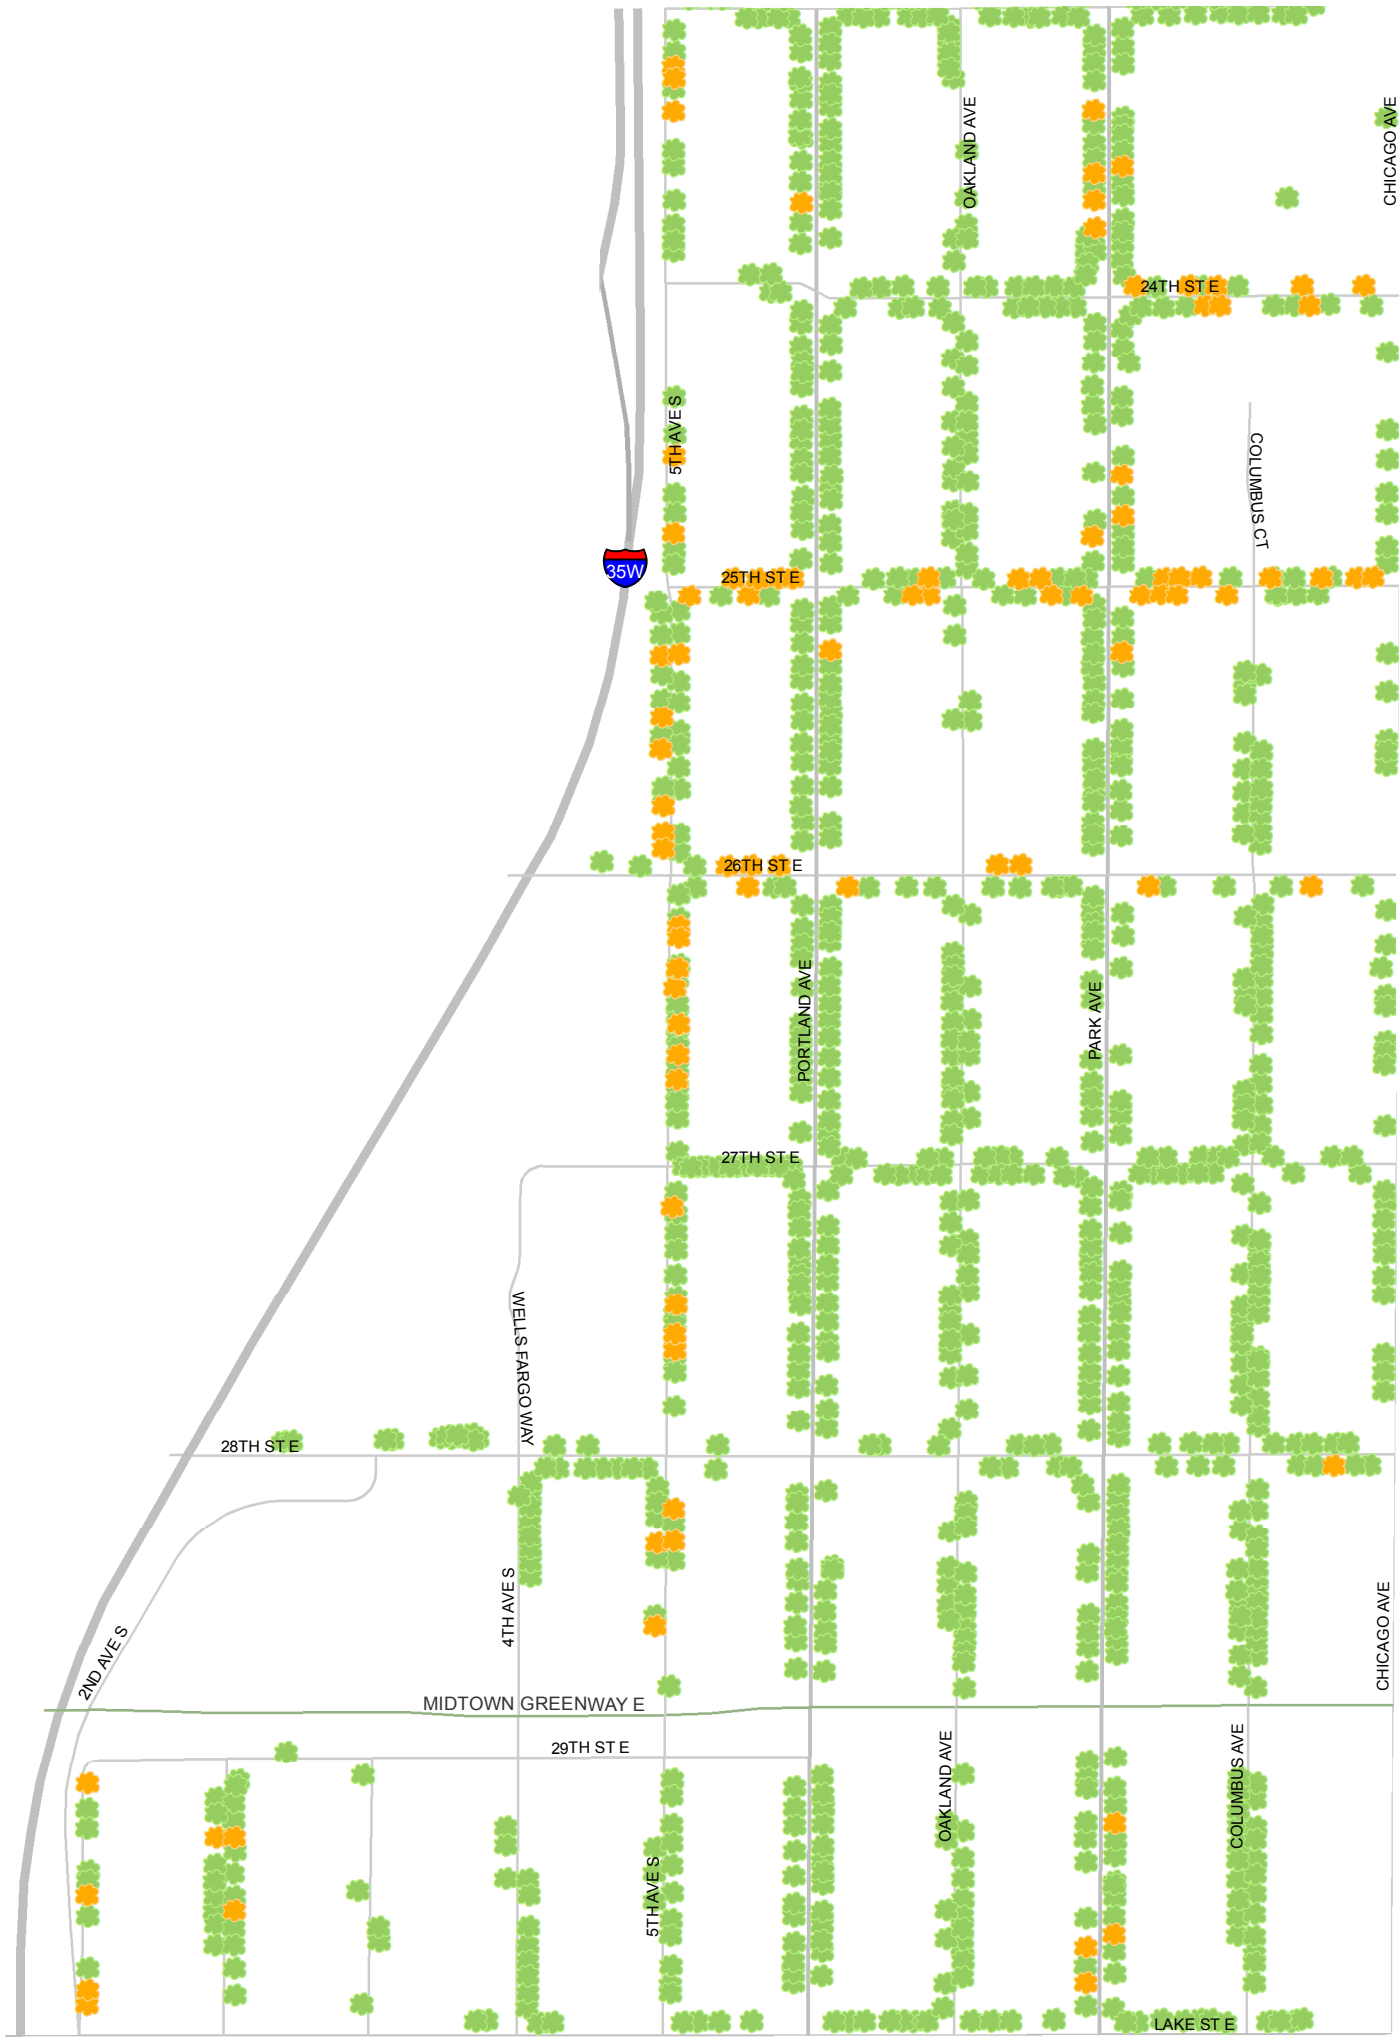 OAKLAND AVE
CHICAGO AVE
24TH ST E
5TH AVE S
COLUMBUS CT
35W
25TH ST E
26TH ST E
PORTLAND AVE
PARK AVE
27TH ST E
WELLS FARGO WAY
28TH ST E
4TH AVE S
2ND AVE S
CHICAGO AVE
MIDTOWN GREENWAY E
29TH ST E
OAKLAND AVE
COLUMBUS AVE
5TH AVE S
LAKE ST E